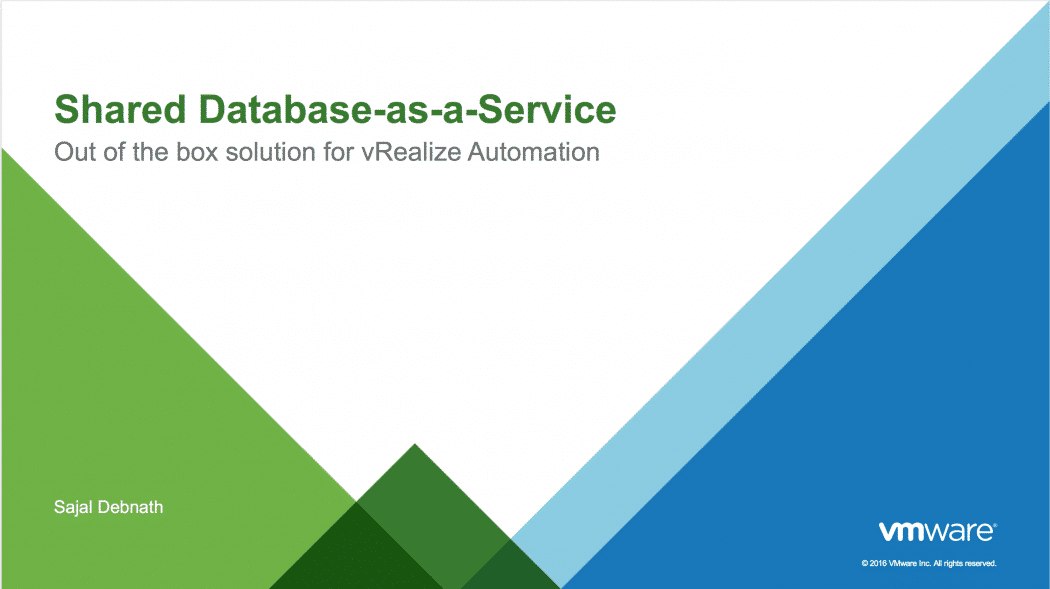 Shared Database-as-a-Service
Out of the box solution for vRealize Automation
Sajal Debnath
vmware®
© 2016 VMware Inc. All rights reserved.